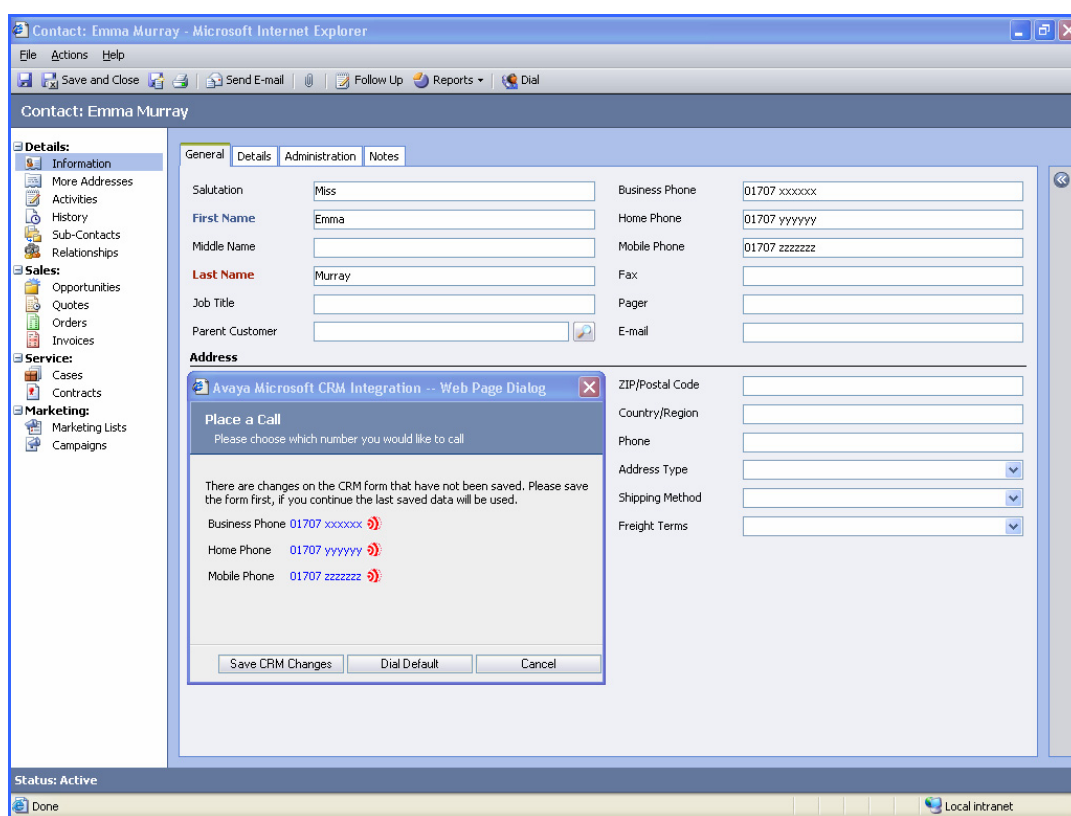 Contact: Emma Murray - Microsoft Internet Explorer
File Actions Help
Save and Close Send E-mail Follow Up Reports Dial
Contact: Emma Murray
Details:
Information
More Addresses
Activities
History
Sub-Contacts
Relationships
Sales:
Opportunities
Quotes
Orders
Invoices
Service:
Cases
Contracts
Marketing:
Marketing Lists
Campaigns
General Details Administration Notes
Salutation Miss
First Name Emma
Middle Name
Last Name Murray
Job Title
Parent Customer
Business Phone 01707 xxxxxx
Home Phone 01707 yyyyyy
Mobile Phone 01707 zzzzzzz
Fax
Pager
E-mail
Address
Avaya Microsoft CRM Integration -- Web Page Dialog
Place a Call
Please choose which number you would like to call
There are changes on the CRM form that have not been saved. Please save
the form first, if you continue the last saved data will be used.
Business Phone 01707 xxxxxx
Home Phone 01707 yyyyyy
Mobile Phone 01707 zzzzzzz
Save CRM Changes Dial Default Cancel
ZIP/Postal Code
Country/Region
Phone
Address Type
Shipping Method
Freight Terms
Status: Active
Done Local intranet